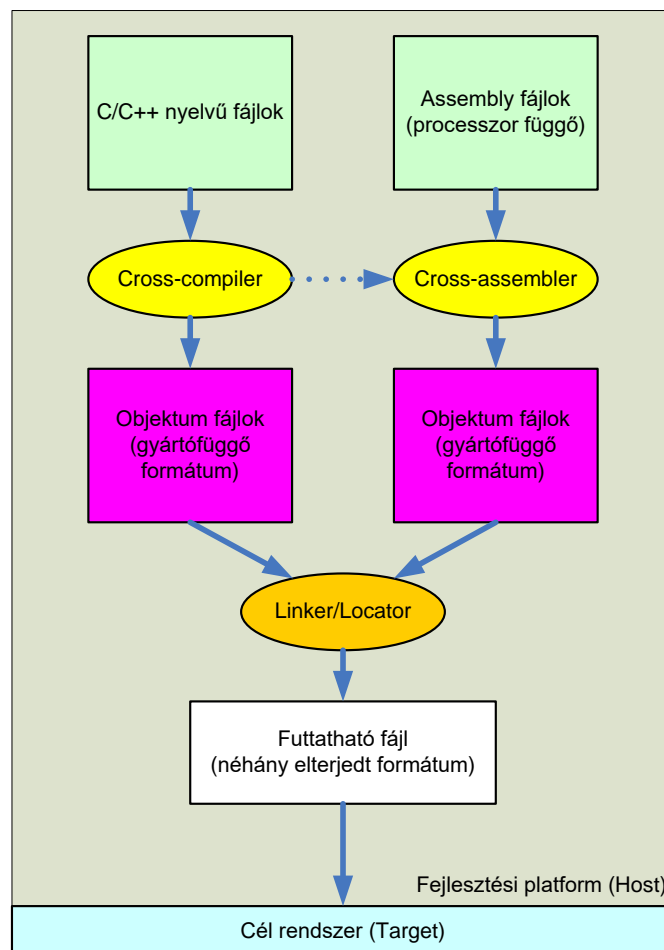 C/C++ nyelvű fájlok
Assembly fájlok
(processzor függő)
Cross-compiler
Cross-assembler
Objektum fájlok
(gyártófüggő
formátum)
Objektum fájlok
(gyártófüggő
formátum)
Linker/Locator
Futtatható fájl
(néhány elterjedt formátum)
Fejlesztési platform (Host)
Cél rendszer (Target)